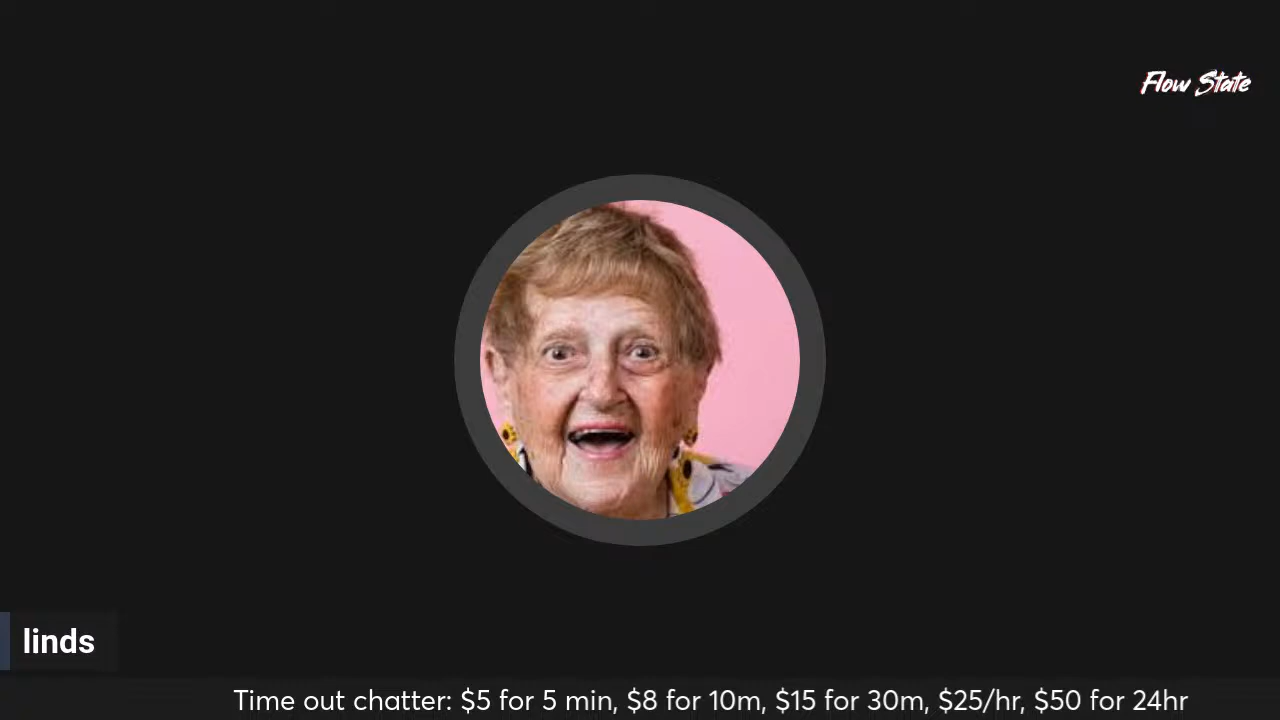 Flow State
linds
Time out chatter: $5 for 5 min, $8 for 10m, $15 for 30m, $25/hr, $50 for 24hr